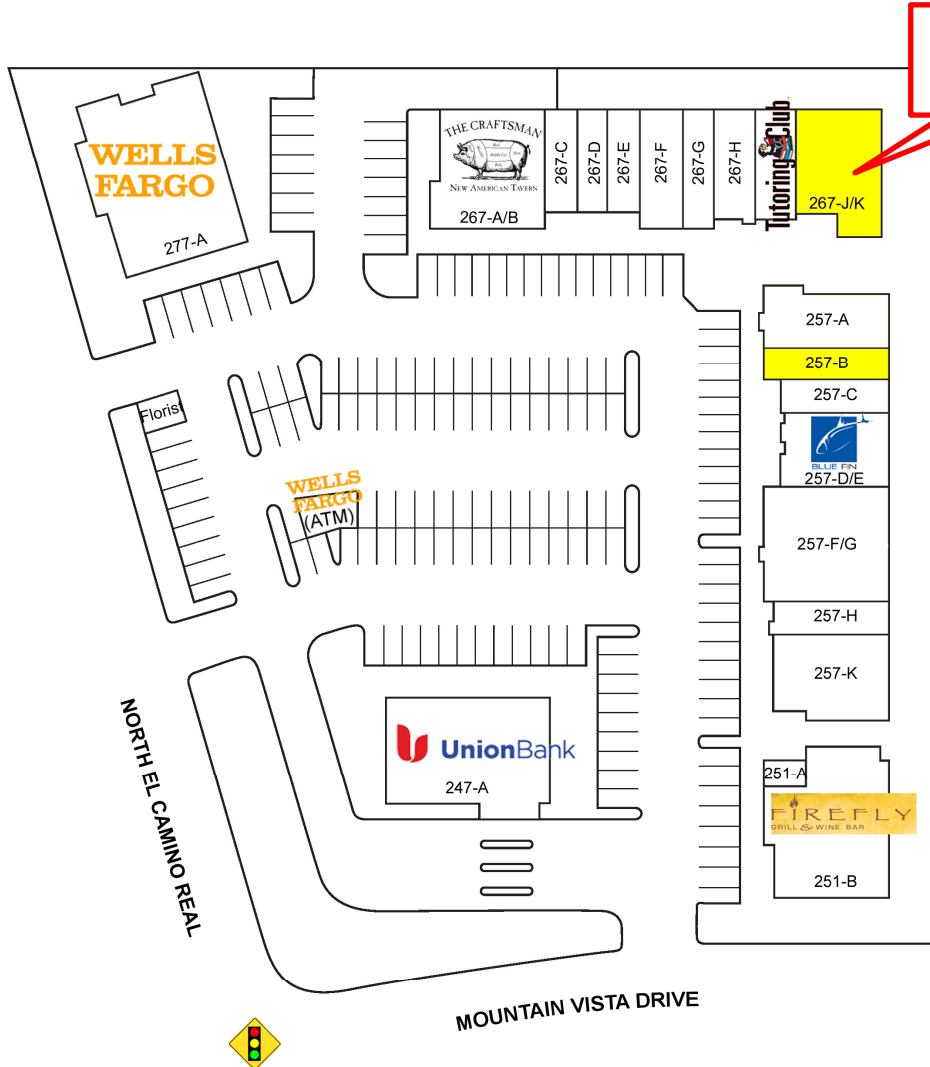 WELLS
FARGO
277-A
THE CRAFTSMAN
NEW AMERICAN TAVERN
267-A/B
267-C
267-D
267-E
267-F
267-G
267-H
Tutoring Club
267-J/K
257-A
257-B
257-C
BLUE FIN
257-D/E
257-F/G
257-H
257-K
Florist
WELLS
FARGO
(ATM)
UnionBank
247-A
251-A
FIREFLY
GRILL & WINE BAR
251-B
NORTH EL CAMINO REAL
MOUNTAIN VISTA DRIVE